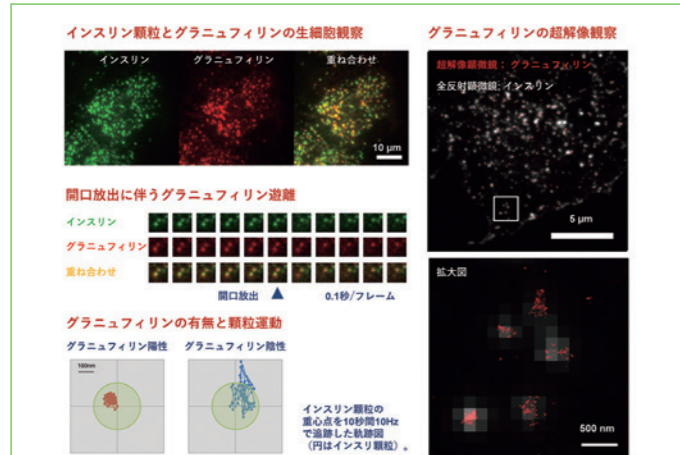 インスリン顆粒とグラニュフィリンの生細胞観察
インスリン
グラニュフィリン
重ね合わせ
10 μm
開口放出に伴うグラニュフィリン遊離
インスリン
グラニュフィリン
重ね合わせ
開口放出
0.1秒/フレーム
グラニュフィリンの有無と顆粒運動
グラニュフィリン陽性
グラニュフィリン陰性
100nm
インスリン顆粒の
重心点を10秒間10Hz
で追跡した軌跡図
（円はインスリ顆粒）。
グラニュフィリンの超解像観察
超解像顕微鏡：グラニュフィリン
全反射顕微鏡: インスリン
5 μm
拡大図
500 nm